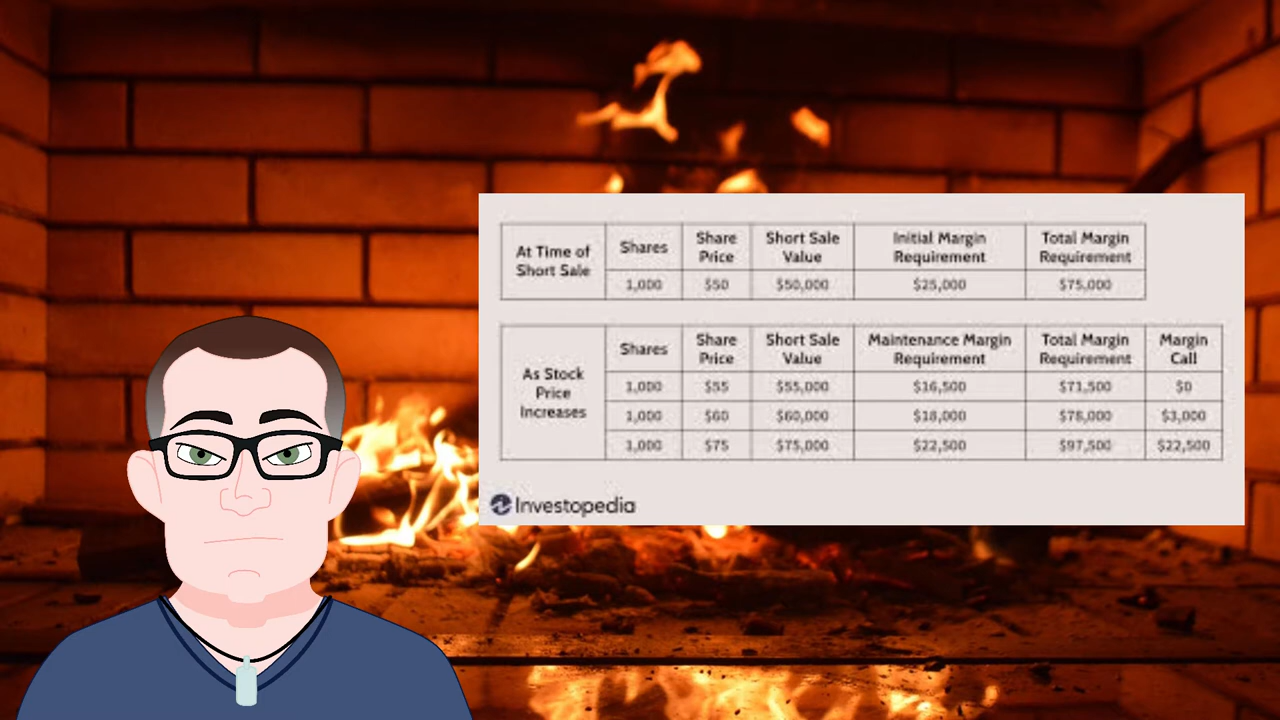 At Time of Short Sale
Shares
Share Price
Short Sale Value
Initial Margin Requirement
Total Margin Requirement
1,000 $50 $50,000 $25,000 $75,000
As Stock Price Increases
Shares
Share Price
Short Sale Value
Maintenance Margin Requirement
Total Margin Requirement
Margin Call
1,000 $55 $55,000 $16,500 $71,500 $0
1,000 $60 $60,000 $18,000 $78,000 $3,000
1,000 $75 $75,000 $22,500 $97,500 $22,500
Investopedia